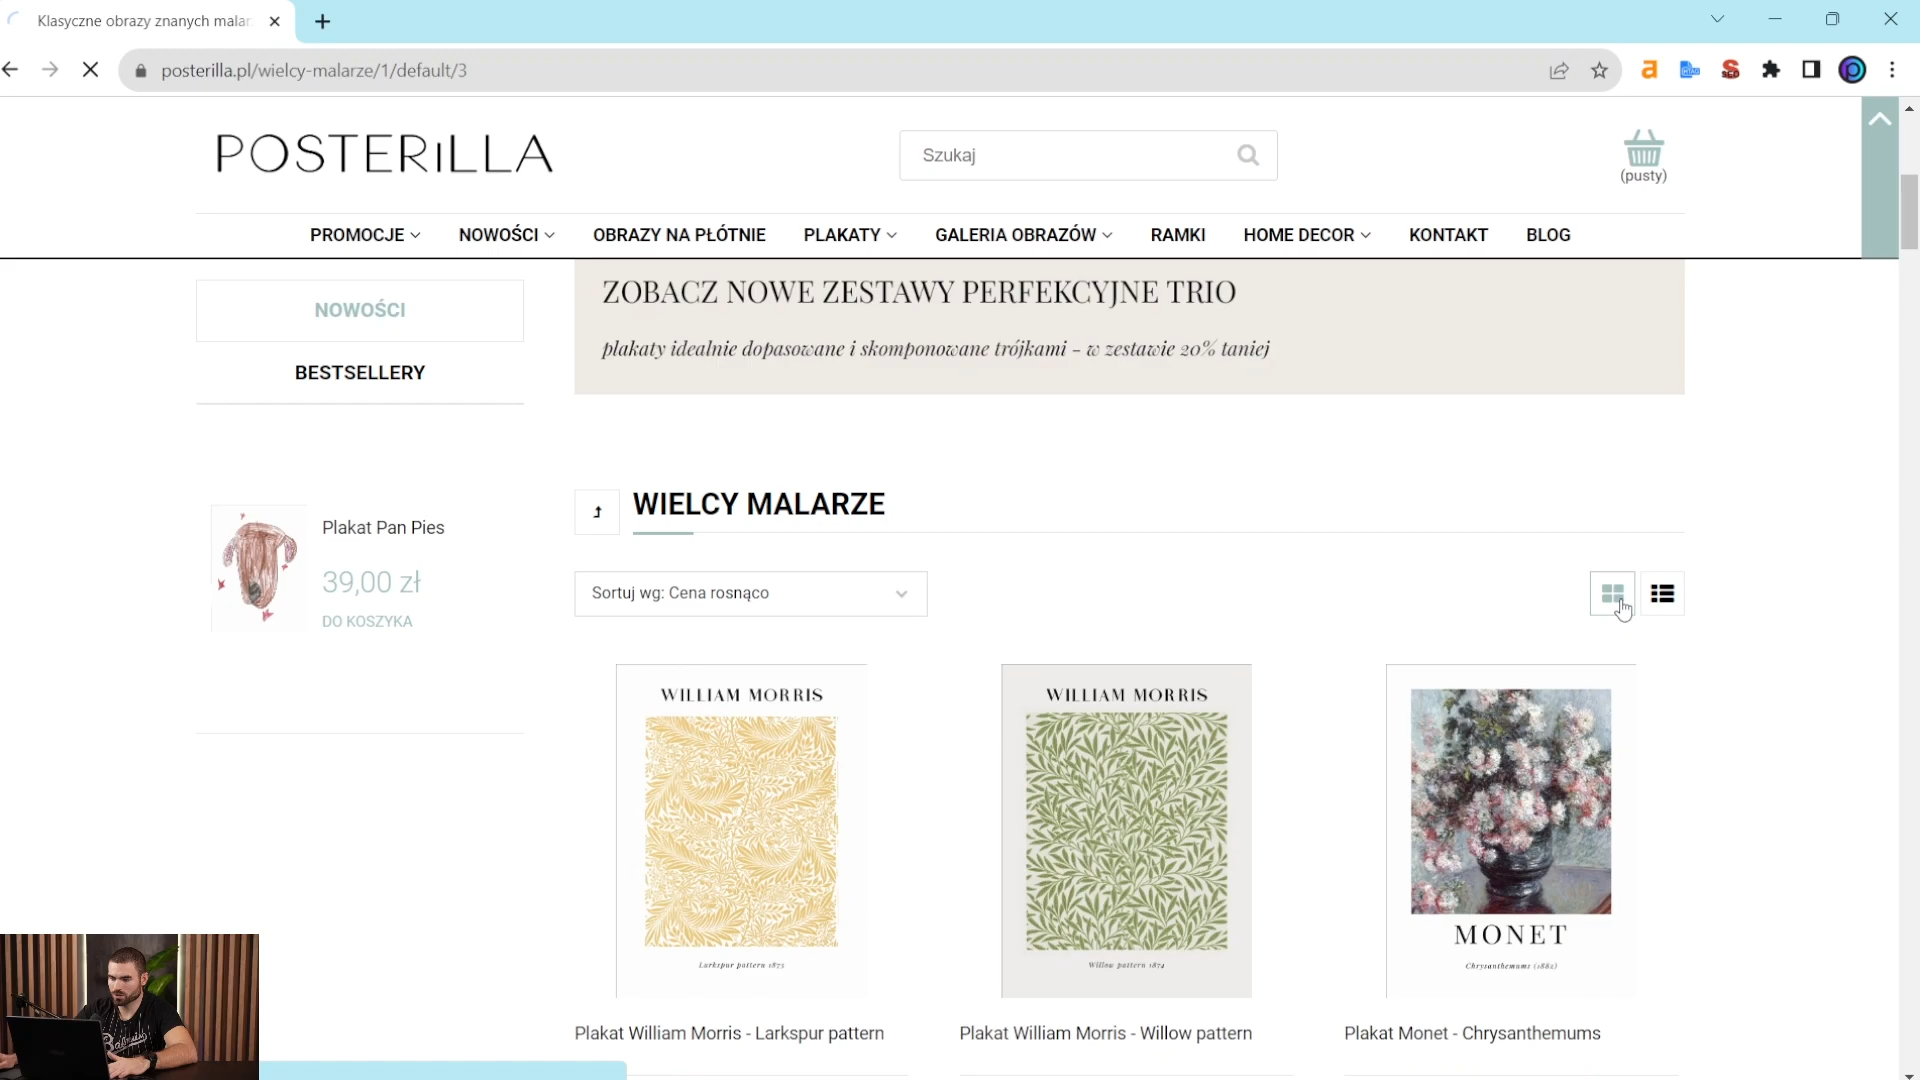 Klasyczne obrazy znanych malar
posterilla.pl/wielcy-malarze/1/default/3
POSTERiLLA
Szukaj
(pusty)
PROMOCJE NOWOŚCI OBRAZY NA PŁÓTNIE PLAKATY GALERIA OBRAZÓW RAMKI HOME DECOR KONTAKT BLOG
NOWOŚCI
BESTSELLERY
ZOBACZ NOWE ZESTAWY PERFEKCYJNE TRIO
plakaty idealnie dopasowane i skomponowane trójkami – w zestawie 20% taniej
Plakat Pan Pies
39,00 zł
DO KOSZYKA
WIELCY MALARZE
Sortuj wg: Cena rosnąco
WILLIAM MORRIS
Larkspur pattern 1875
WILLIAM MORRIS
Willow pattern 1874
MONET
Chrysanthemums (1882)
Plakat William Morris - Larkspur pattern
Plakat William Morris - Willow pattern
Plakat Monet - Chrysanthemums